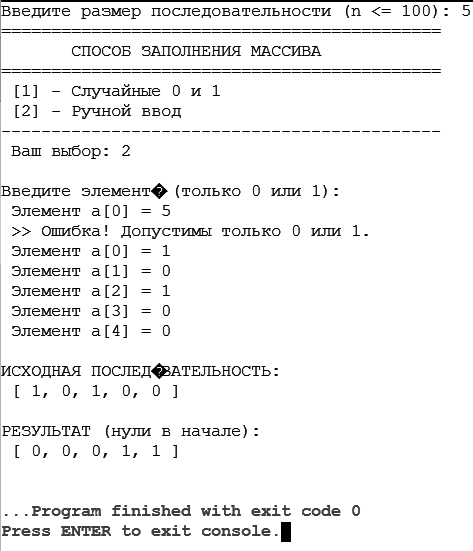 Введите размер последовательности (n <= 100): 5
============================================
СПОСОБ ЗАПОЛНЕНИЯ МАССИВА
============================================
[1] - Случайные 0 и 1
[2] - Ручной ввод
--------------------------------------------
Ваш выбор: 2
Введите элемент� (только 0 или 1):
Элемент a[0] = 5
>> Ошибка! Допустимы только 0 или 1.
Элемент a[0] = 1
Элемент a[1] = 0
Элемент a[2] = 1
Элемент a[3] = 0
Элемент a[4] = 0
ИСХОДНАЯ ПОСЛЕД�ВАТЕЛЬНОСТЬ:
[ 1, 0, 1, 0, 0 ]
РЕЗУЛЬТАТ (нули в начале):
[ 0, 0, 0, 1, 1 ]
...Program finished with exit code 0
Press ENTER to exit console.